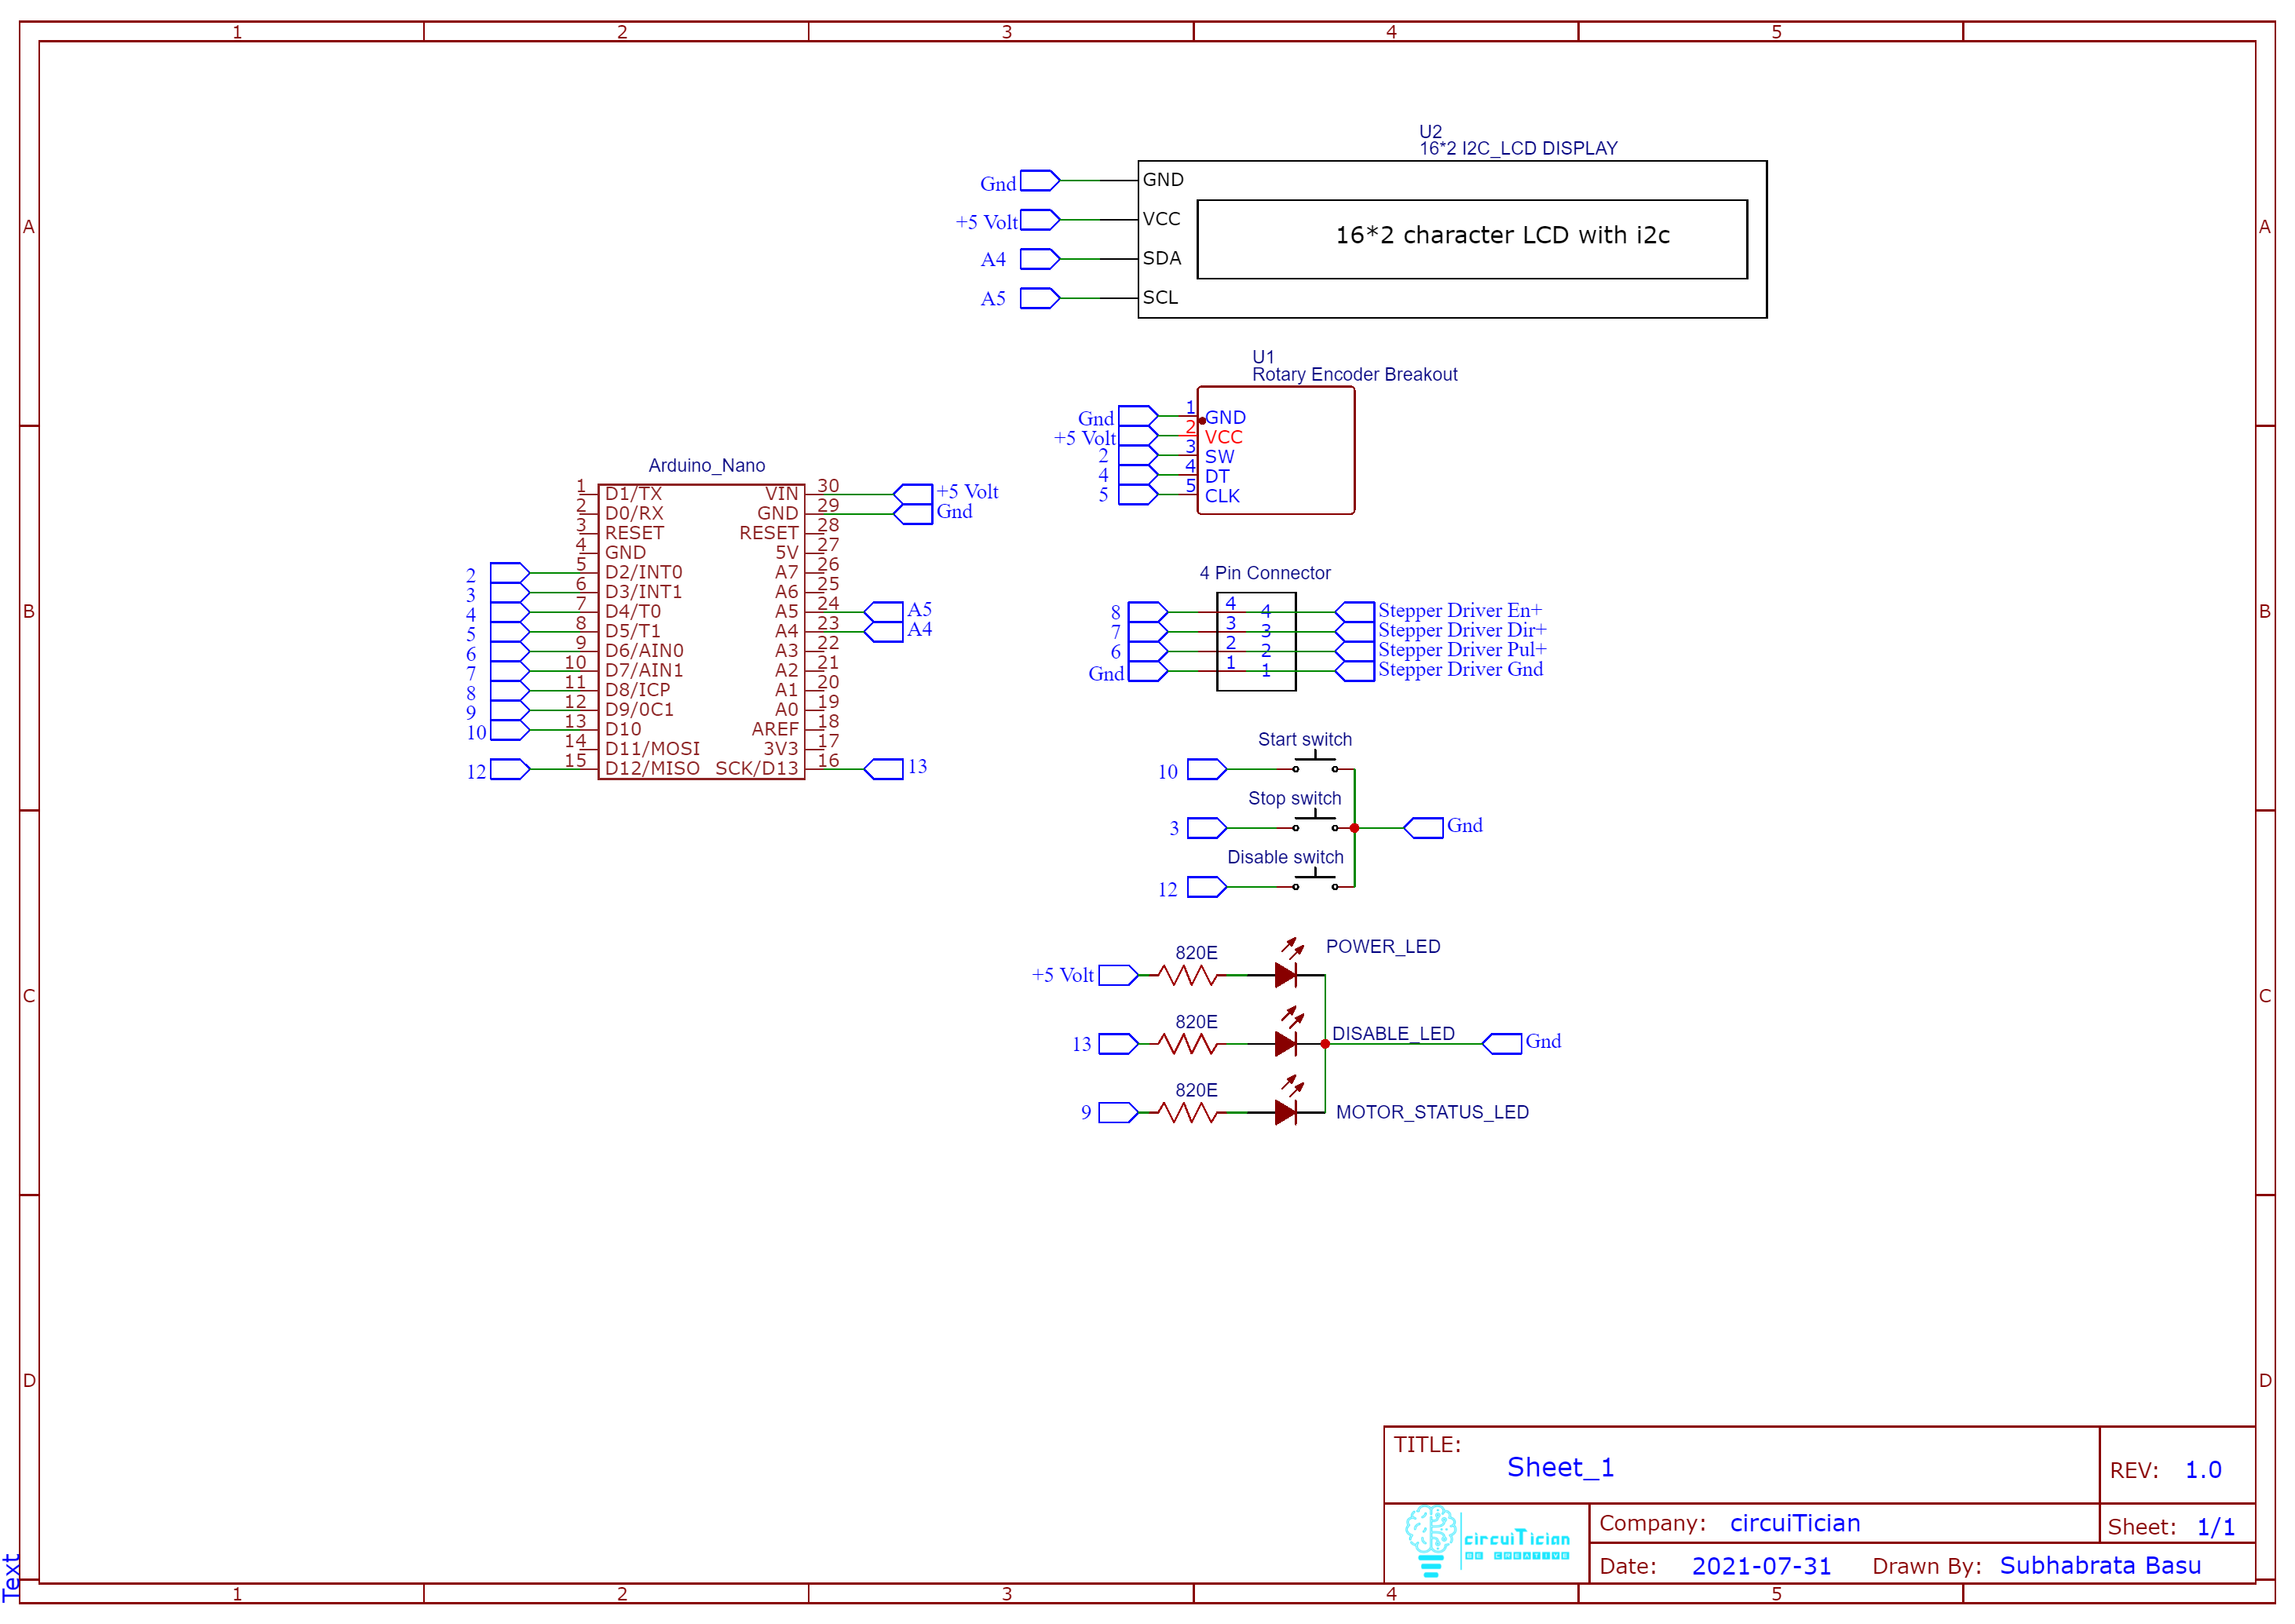 1 2 3 4 5
A A
B B
C C
D D
U2
16*2 I2C_LCD DISPLAY
Gnd GND
+5 Volt VCC
16*2 character LCD with i2c
A4 SDA
A5 SCL
U1
Rotary Encoder Breakout
Gnd 1 GND
+5 Volt 2 VCC
2 3 SW
4 4 DT
5 5 CLK
Arduino_Nano
1 D1/TX VIN 30 +5 Volt
2 D0/RX GND 29 Gnd
3 RESET RESET 28
4 GND 5V 27
2 5 D2/INT0 A7 26
3 6 D3/INT1 A6 25
4 7 D4/T0 A5 24 A5
5 8 D5/T1 A4 23 A4
6 9 D6/AIN0 A3 22
7 10 D7/AIN1 A2 21
8 11 D8/ICP A1 20
9 12 D9/0C1 A0 19
10 13 D10 AREF 18
14 D11/MOSI 3V3 17
12 15 D12/MISO SCK/D13 16 13
4 Pin Connector
8 4 4 Stepper Driver En+
7 3 3 Stepper Driver Dir+
6 2 2 Stepper Driver Pul+
Gnd 1 1 Stepper Driver Gnd
Start switch
10
Stop switch
3 Gnd
Disable switch
12
820E POWER_LED
+5 Volt
820E DISABLE_LED
13 Gnd
820E
9 MOTOR_STATUS_LED
TITLE:
Sheet_1
REV: 1.0
circuiTician
BE CREATIVE
Company: circuiTician
Sheet: 1/1
Date: 2021-07-31 Drawn By: Subhabrata Basu
Text
1 2 3 4 5